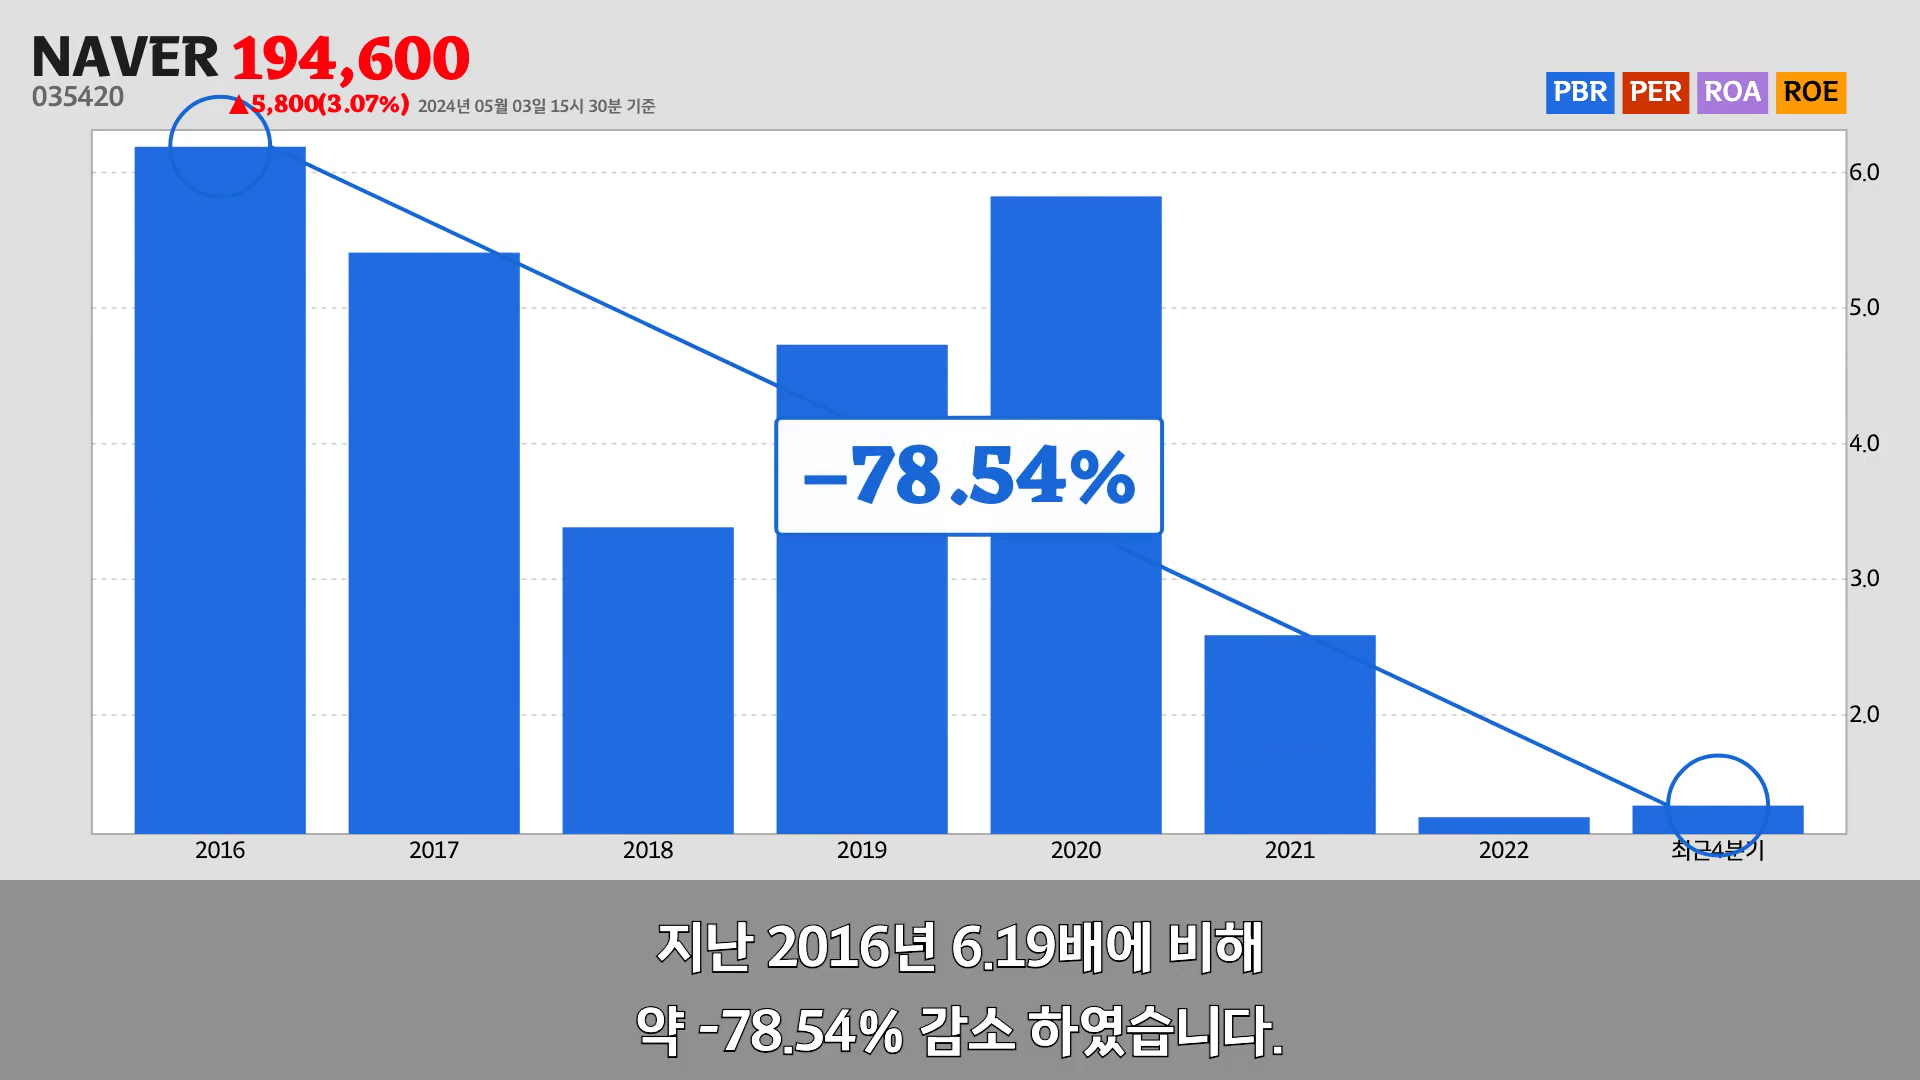 NAVER 194,600
035420
▲5,800(3.07%) 2024년 05월 03일 15시 30분 기준
PBR PER ROA ROE
6.0
5.0
4.0
3.0
2.0
-78.54%
2016 2017 2018 2019 2020 2021 2022 최근4분기
지난 2016년 6.19배에 비해
약 -78.54% 감소 하였습니다.